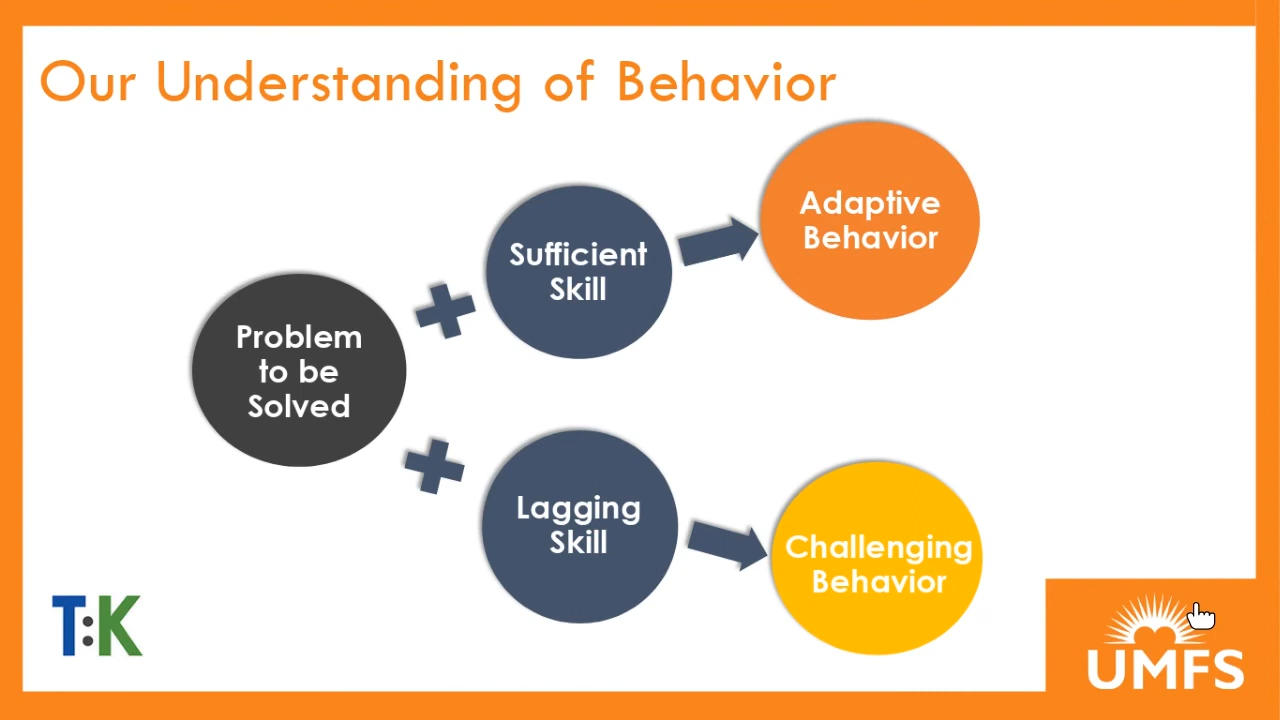 Our Understanding of Behavior
Problem
to be
Solved
Sufficient
Skill
Adaptive
Behavior
Lagging
Skill
Challenging
Behavior
T:K
UMFS